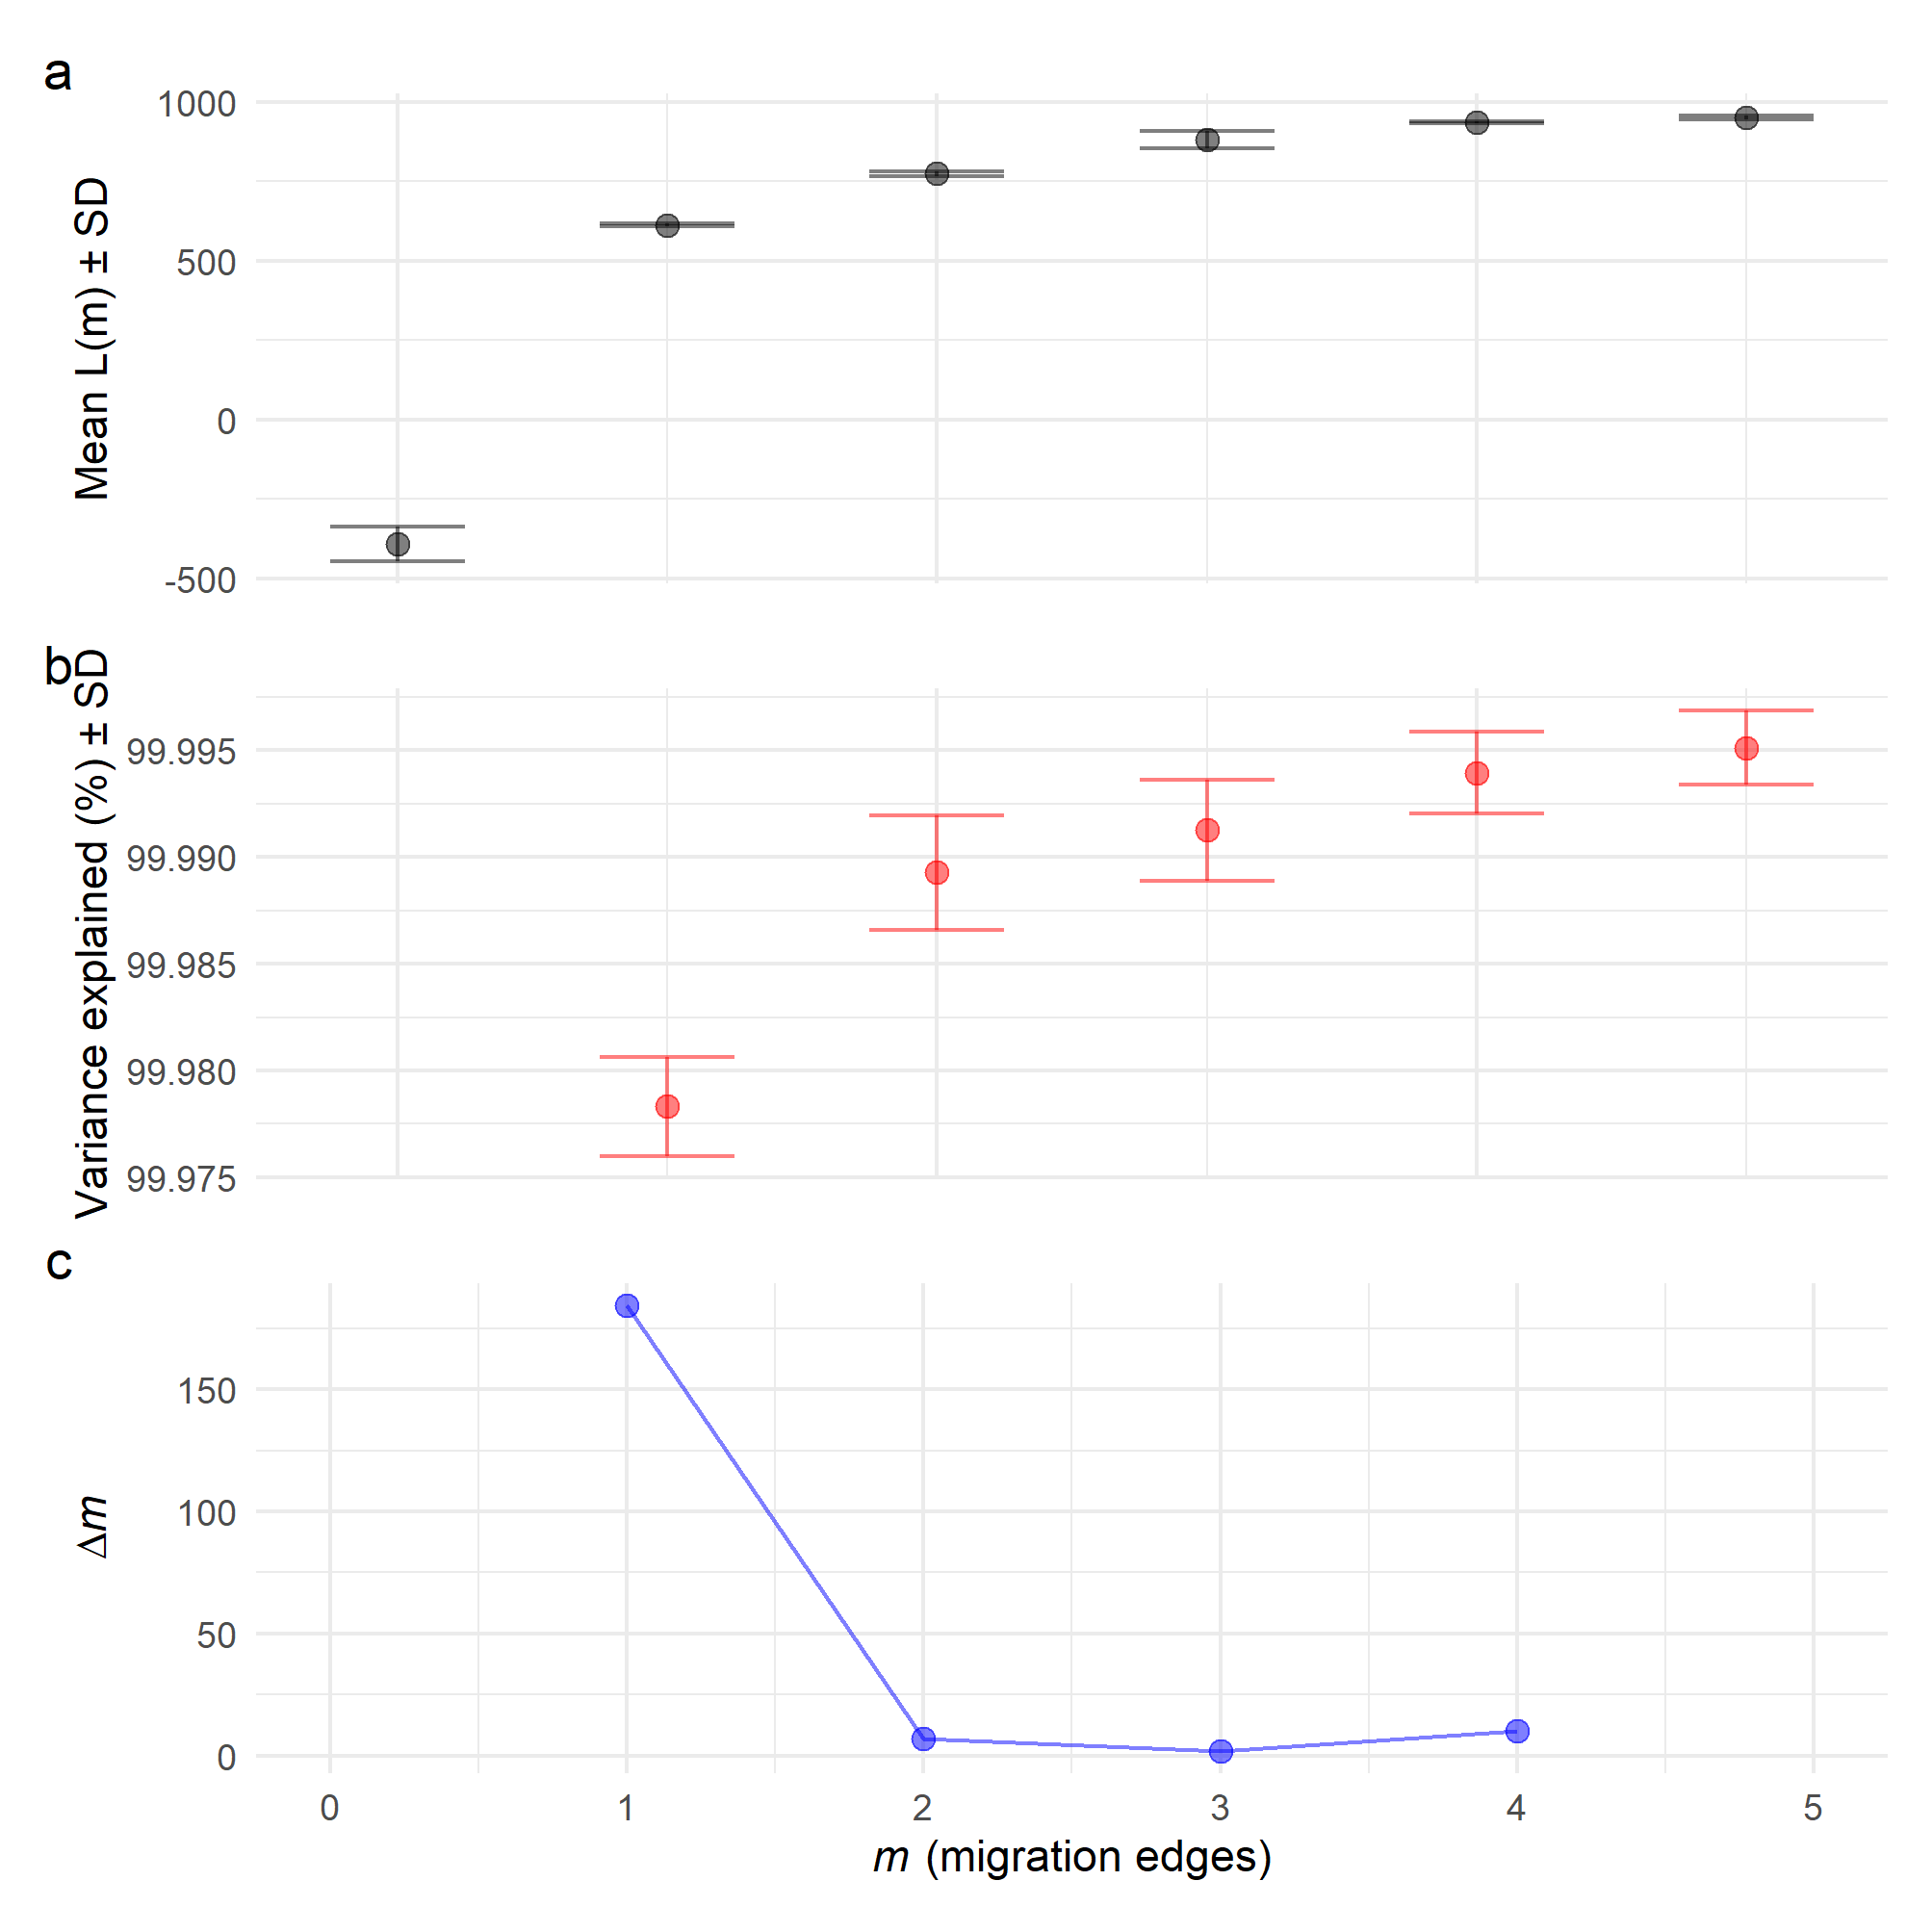 a
1000
500
0
-500
Mean L(m) ± SD
b
99.995
99.990
99.985
99.980
99.975
Variance explained (%) ± SD
c
150
100
50
0
Δm
0 1 2 3 4 5
m (migration edges)